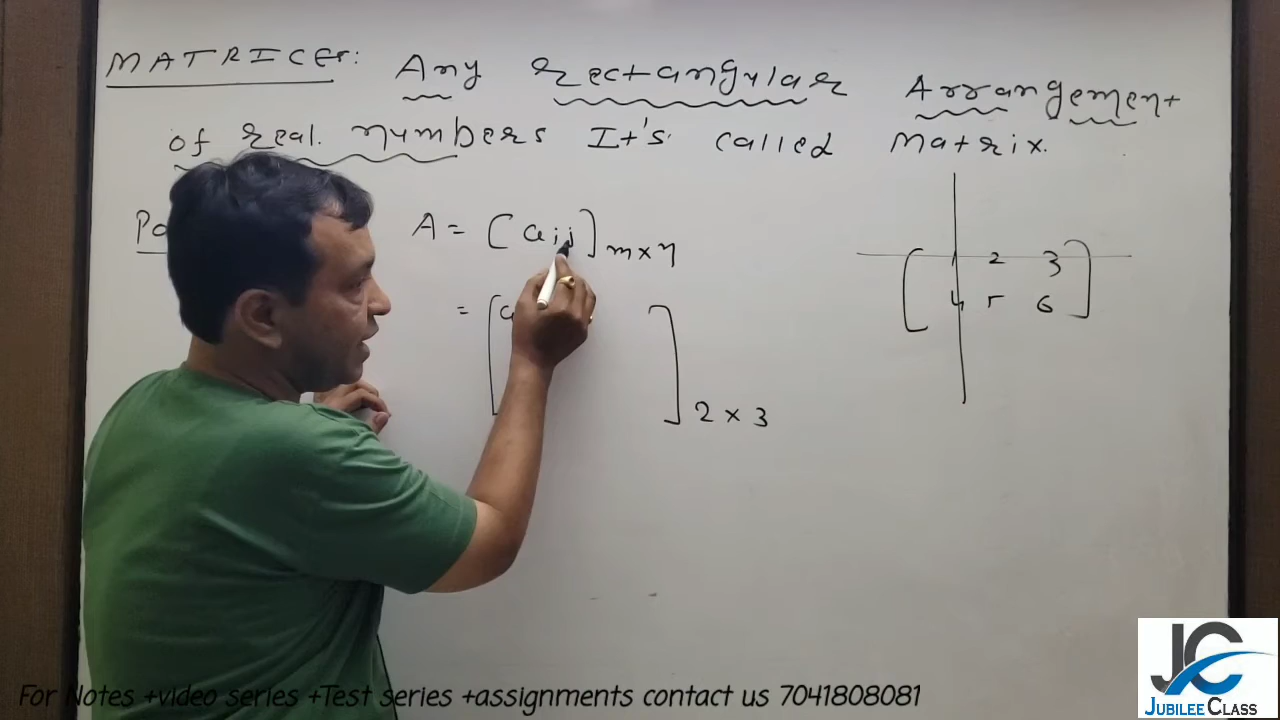 MATRICES: Any rectangular Arrangement
of real numbers It's called Matrix.
A = [aij] m×n
= [ ] 2×3
[1 2 3
4 5 6]
For Notes +video series +Test series +assignments contact us 7041808081
JC
JUBILEE CLASS